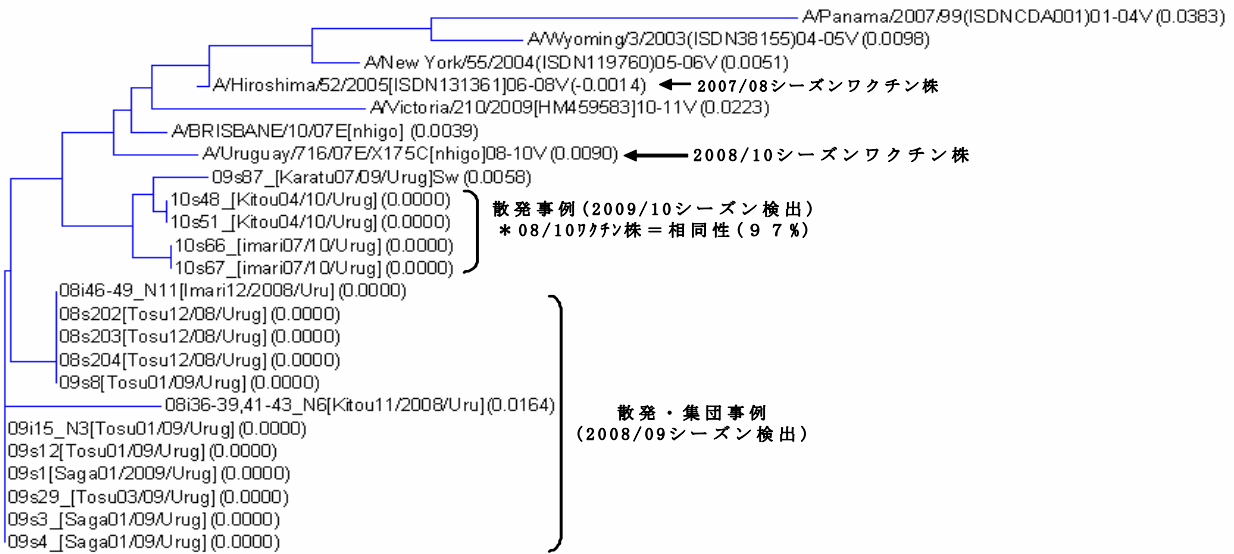 A/Panama/2007/99(ISDNCDA001)01-04V(0.0383)
A/Wyoming/3/2003(ISDN38155)04-05V(0.0098)
A/New York/55/2004(ISDN119760)05-06V(0.0051)
A/Hiroshima/52/2005[ISDN131361]06-08V(-0.0014)
2007/08シーズンワクチン株
A/Victoria/210/2009[HM459583]10-11V(0.0223)
A/BRISBANE/10/07E[nhigo] (0.0039)
A/Uruguay/716/07E/X175C[nhigo]08-10V(0.0090)
2008/10シーズンワクチン株
09s87_[Karatu07/09/Urug]Sw(0.0058)
10s48_[Kitou04/10/Urug](0.0000)
10s51_[Kitou04/10/Urug](0.0000)
10s66_[imari07/10/Urug](0.0000)
10s67_[imari07/10/Urug](0.0000)
散発事例(2009/10シーズン検出)
*08/10ワクチン株=相同性(97%)
08i46-49_N11[Imari12/2008/Uru](0.0000)
08s202[Tosu12/08/Urug](0.0000)
08s203[Tosu12/08/Urug](0.0000)
08s204[Tosu12/08/Urug](0.0000)
09s8[Tosu01/09/Urug](0.0000)
08i36-39,41-43_N6[Kitou11/2008/Uru](0.0164)
09i15_N3[Tosu01/09/Urug](0.0000)
09s12[Tosu01/09/Urug](0.0000)
09s1[Saga01/2009/Urug](0.0000)
09s29_[Tosu03/09/Urug](0.0000)
09s3_[Saga01/09/Urug](0.0000)
09s4_[Saga01/09/Urug](0.0000)
散発・集団事例
(2008/09シーズン検出)